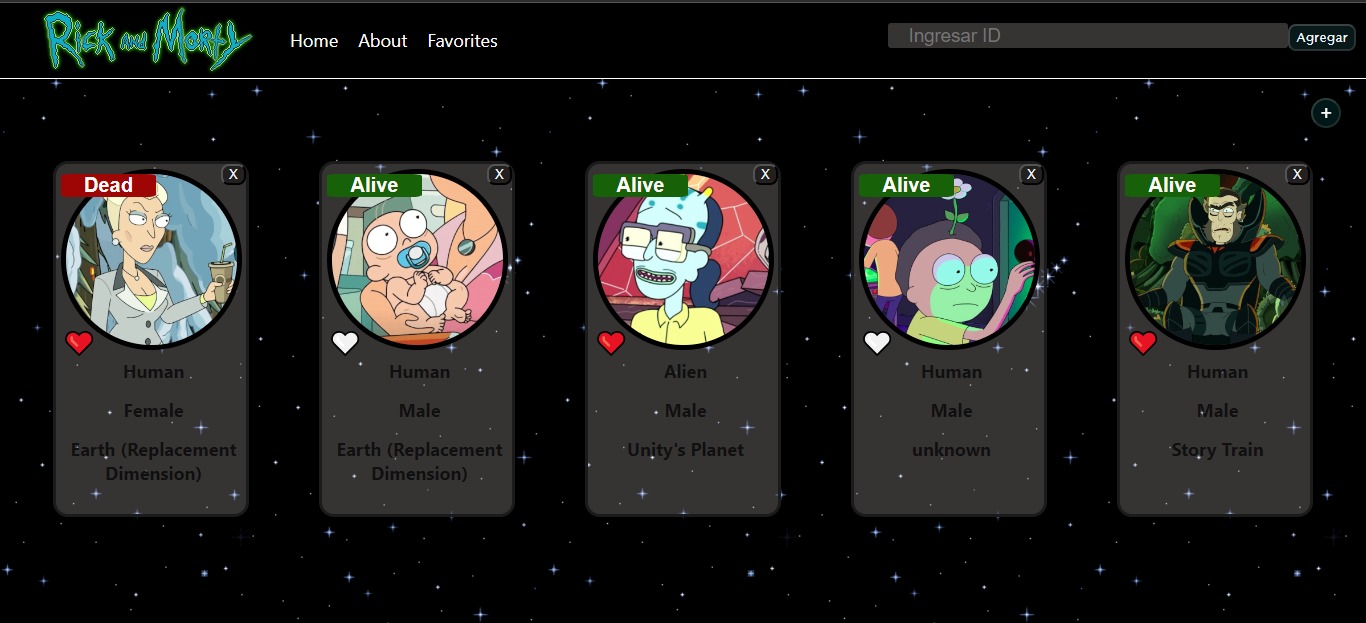 Rick and Morty
Home About Favorites
Ingresar ID
Agregar
+
Dead X
Human
Female
Earth (Replacement
Dimension)
Alive X
Human
Male
Earth (Replacement
Dimension)
Alive X
Alien
Male
Unity's Planet
Alive X
Human
Male
unknown
Alive X
Human
Male
Story Train